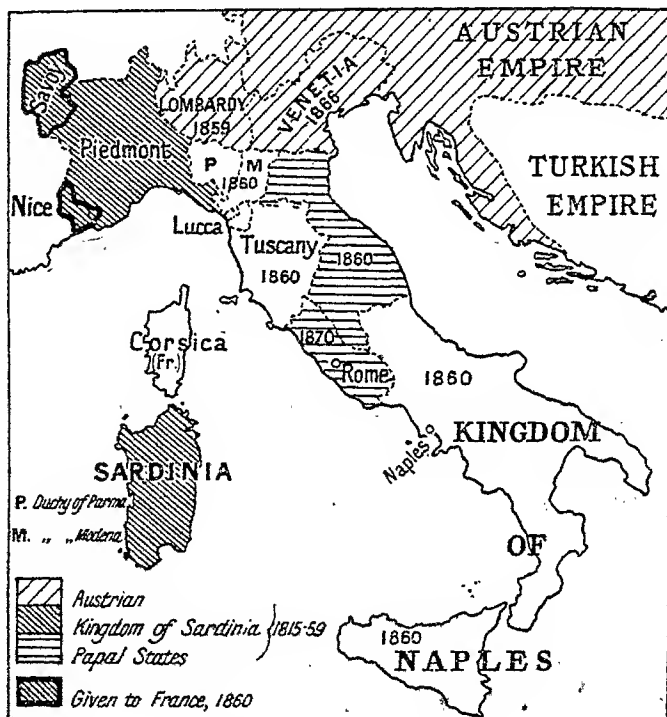 AUSTRIAN
EMPIRE
Savoy
LOMBARDY
1859
VENETIA
1866
Piedmont
P
M
1860
TURKISH
EMPIRE
Nice
Lucca
Tuscany
1860
1860
1870
Corsica
(Fr.)
Rome
1860
KINGDOM
Naples
SARDINIA
P. Duchy of Parma
M. „ „ Modena
OF
1860
NAPLES
Austrian
Kingdom of Sardinia 1815-59
Papal States
Given to France, 1860